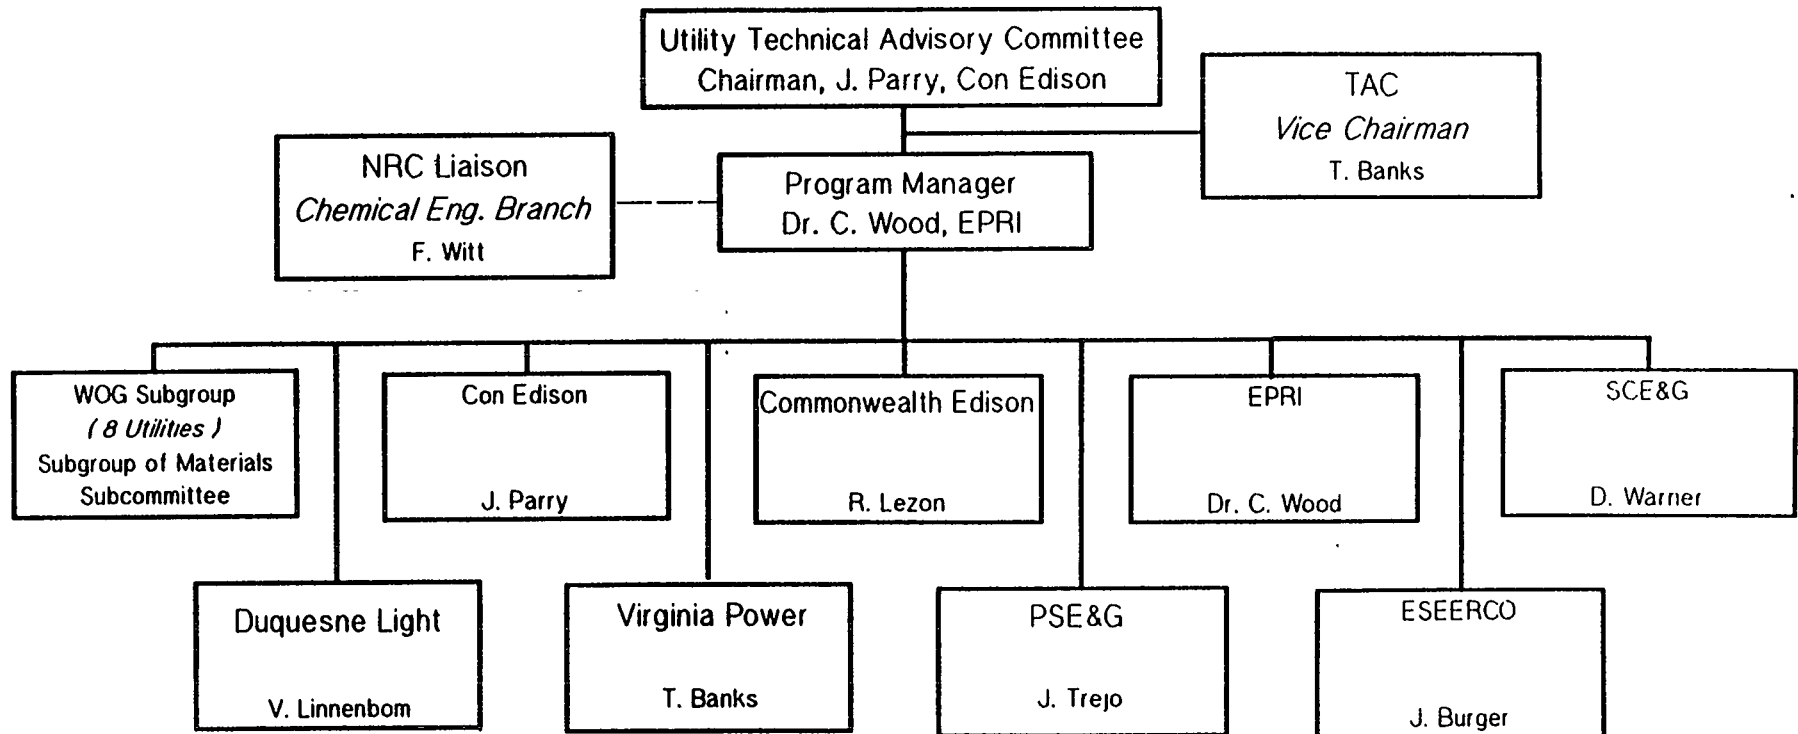 Utility Technical Advisory Committee
Chairman, J. Parry, Con Edison
TAC
Vice Chairman
T. Banks
NRC Liaison
Chemical Eng. Branch
F. Witt
Program Manager
Dr. C. Wood, EPRI
WOG Subgroup
( 8 Utilities )
Subgroup of Materials
Subcommittee
Con Edison
J. Parry
Commonwealth Edison
R. Lezon
EPRI
Dr. C. Wood
SCE&G
D. Warner
Duquesne Light
V. Linnenbom
Virginia Power
T. Banks
PSE&G
J. Trejo
ESEERCO
J. Burger